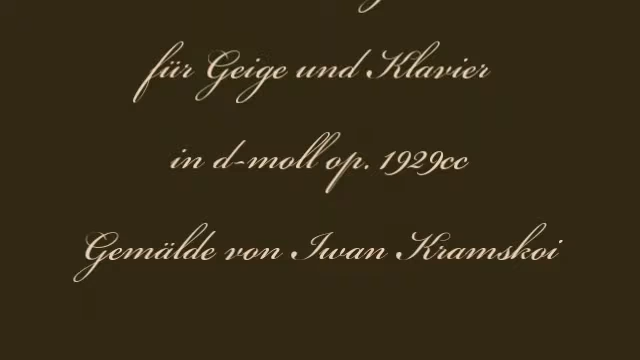 für Geige und Klavier
in d-moll op. 1929cc
Gemälde von Iwan Kramskoi